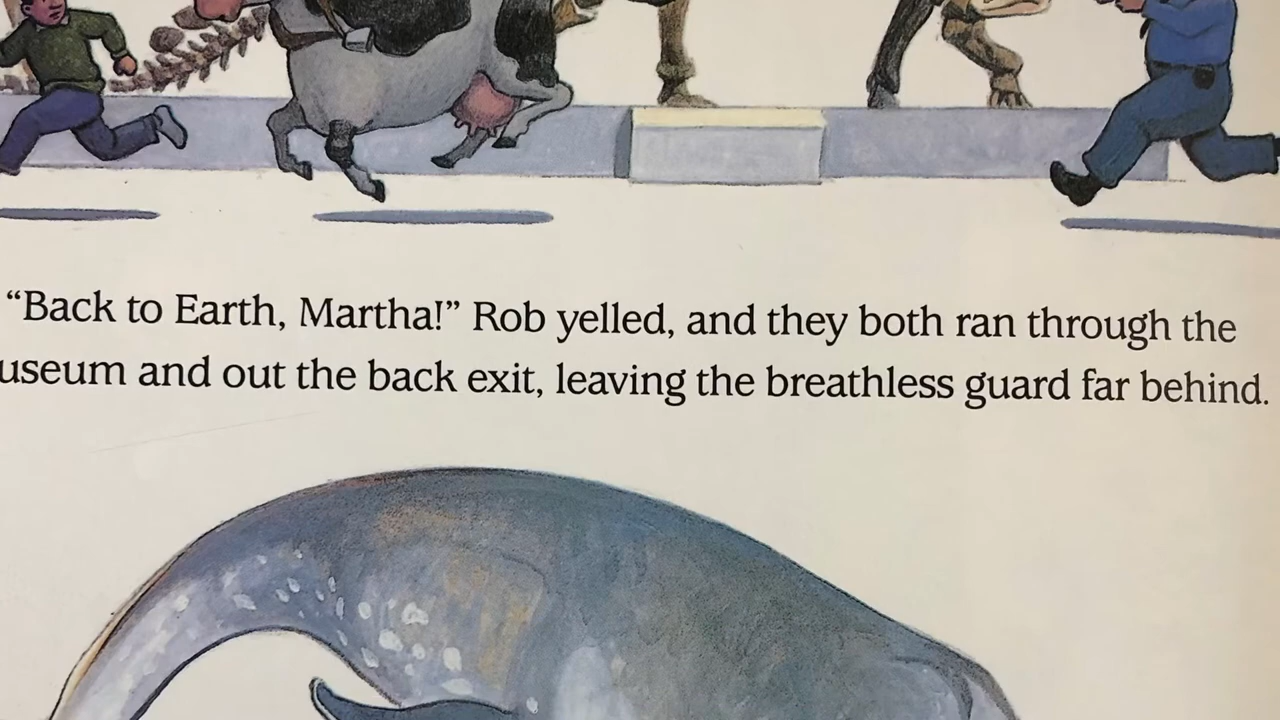 “Back to Earth, Martha!” Rob yelled, and they both ran through the
useum and out the back exit, leaving the breathless guard far behind.